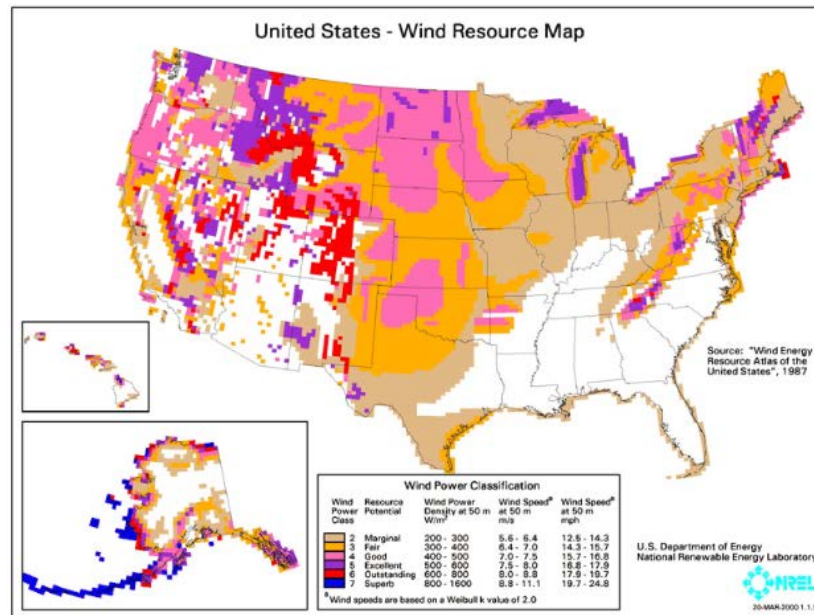 United States - Wind Resource Map
Source: "Wind Energy
Resource Atlas of the
United States", 1987
Wind Power Classification
Wind Power Class Resource Potential Wind Power Density at 50 m W/m² Wind Speedᵃ at 50 m m/s Wind Speedᵃ at 50 m mph
2 Marginal 200 - 300 5.6 - 6.4 12.5 - 14.3
3 Fair 300 - 400 6.4 - 7.0 14.3 - 15.7
4 Good 400 - 500 7.0 - 7.5 15.7 - 16.8
5 Excellent 500 - 600 7.5 - 8.0 16.8 - 17.9
6 Outstanding 600 - 800 8.0 - 8.8 17.9 - 19.7
7 Superb 800 - 1600 8.8 - 11.1 19.7 - 24.8
ᵃWind speeds are based on a Weibull k value of 2.0
U.S. Department of Energy
National Renewable Energy Laboratory
NREL